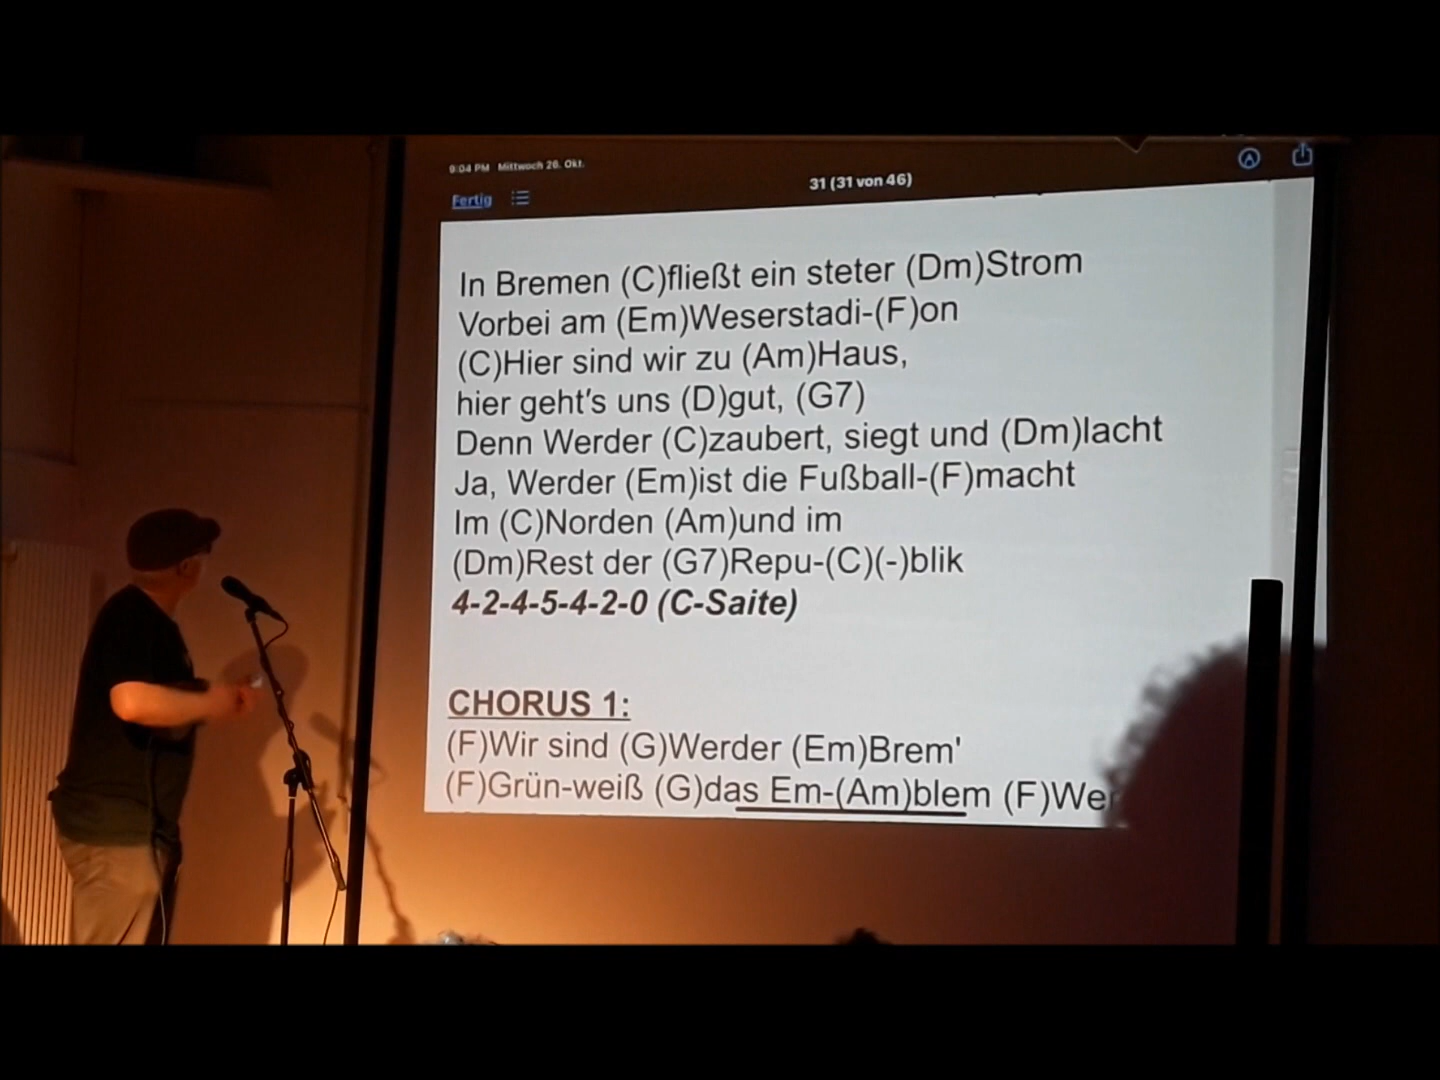 9:04 PM Mittwoch 26. Okt.
Fertig
31 (31 von 46)
In Bremen (C)fließt ein steter (Dm)Strom
Vorbei am (Em)Weserstadi-(F)on
(C)Hier sind wir zu (Am)Haus,
hier geht's uns (D)gut, (G7)
Denn Werder (C)zaubert, siegt und (Dm)lacht
Ja, Werder (Em)ist die Fußball-(F)macht
Im (C)Norden (Am)und im
(Dm)Rest der (G7)Repu-(C)(-)blik
4-2-4-5-4-2-0 (C-Saite)
CHORUS 1:
(F)Wir sind (G)Werder (Em)Brem'
(F)Grün-weiß (G)das Em-(Am)blem (F)Wer